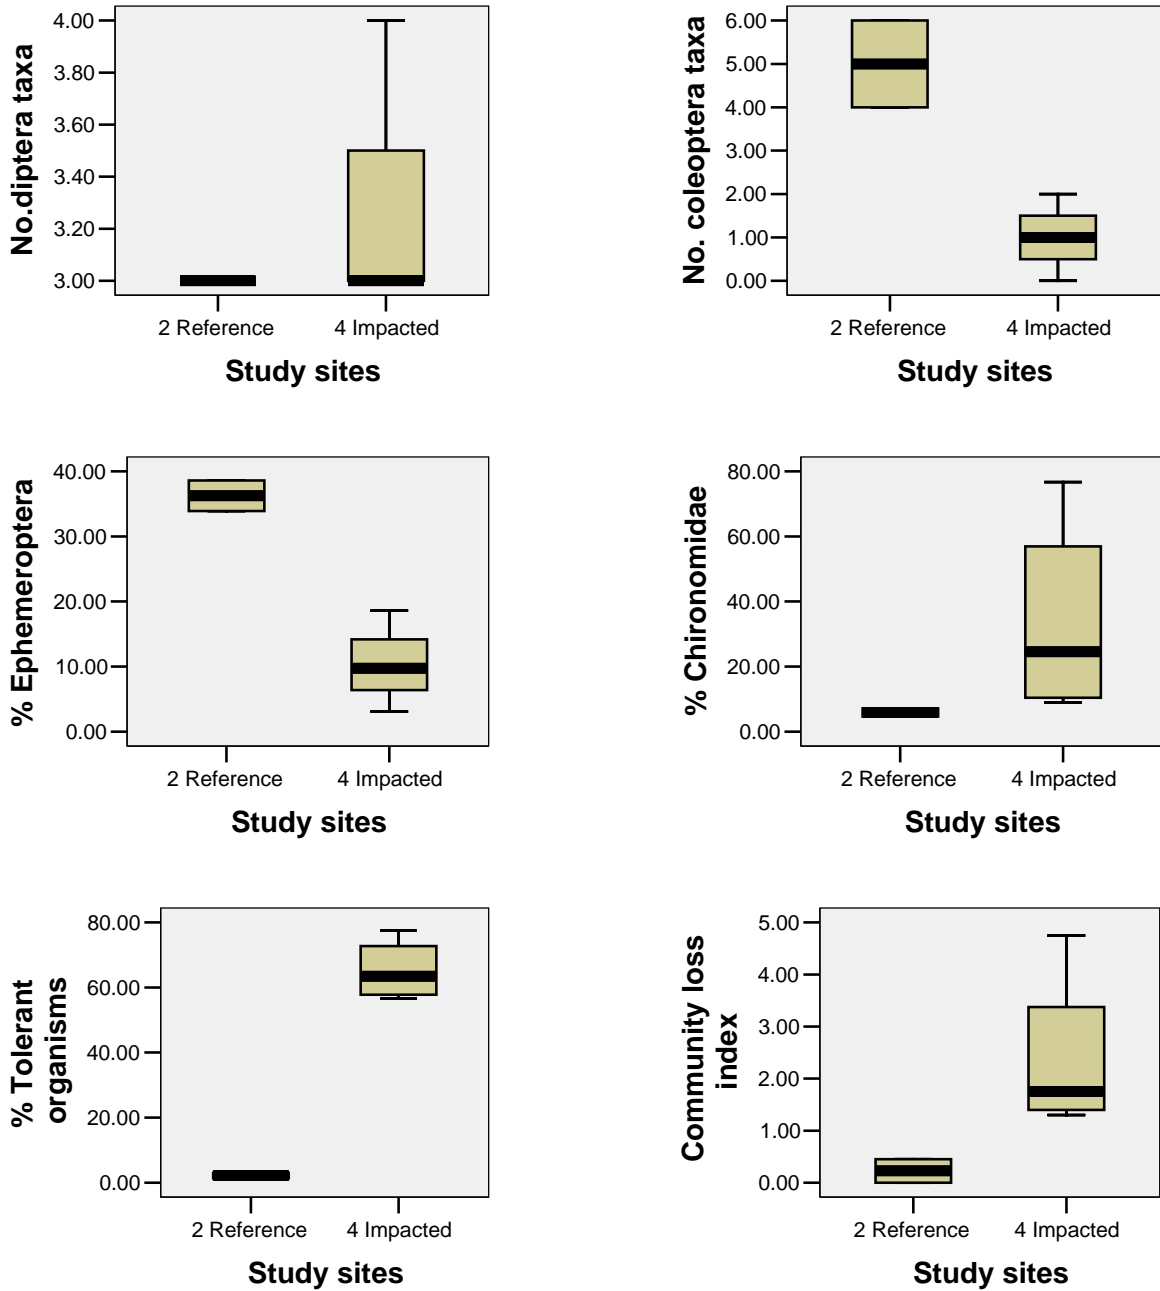 No.diptera taxa
4.00
3.80
3.60
3.40
3.20
3.00
2 Reference 4 Impacted
Study sites
No. coleoptera taxa
6.00
5.00
4.00
3.00
2.00
1.00
0.00
2 Reference 4 Impacted
Study sites
% Ephemeroptera
40.00
30.00
20.00
10.00
0.00
2 Reference 4 Impacted
Study sites
% Chironomidae
80.00
60.00
40.00
20.00
0.00
2 Reference 4 Impacted
Study sites
% Tolerant
organisms
80.00
60.00
40.00
20.00
0.00
2 Reference 4 Impacted
Study sites
Community loss
index
5.00
4.00
3.00
2.00
1.00
0.00
2 Reference 4 Impacted
Study sites